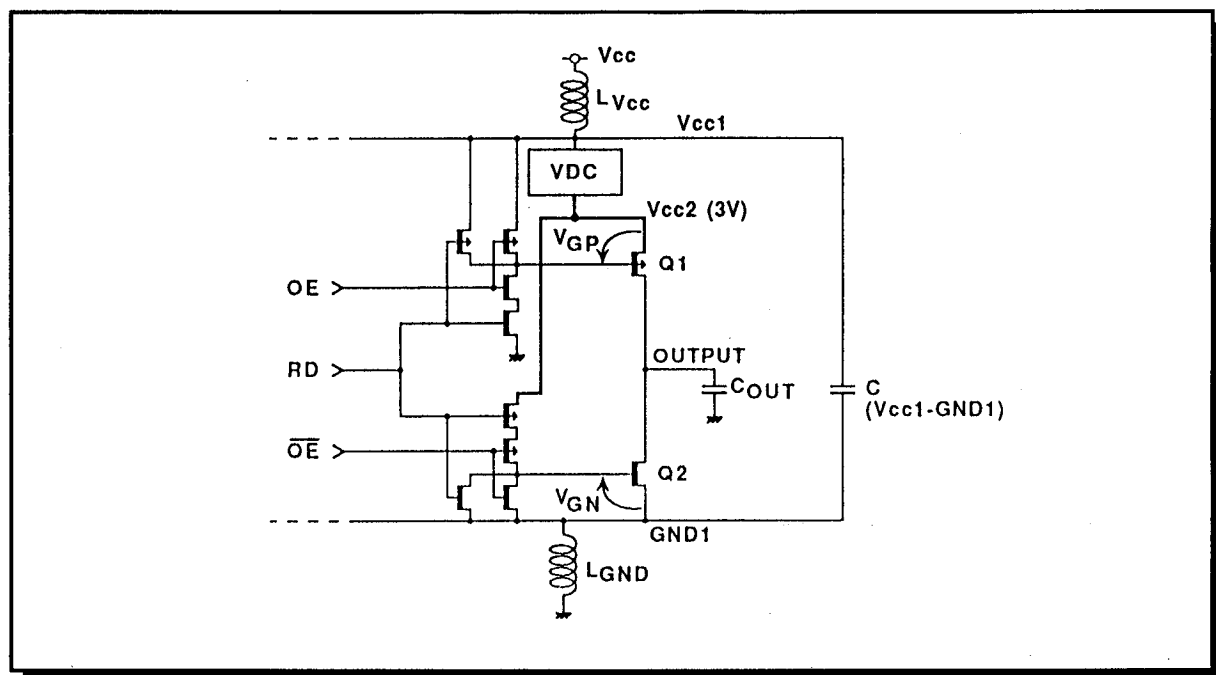 Vcc
LVcc
Vcc1
VDC
Vcc2 (3V)
VGP
Q1
OE
RD
OUTPUT
COUT
C
(Vcc1-GND1)
OE
Q2
VGN
GND1
LGND